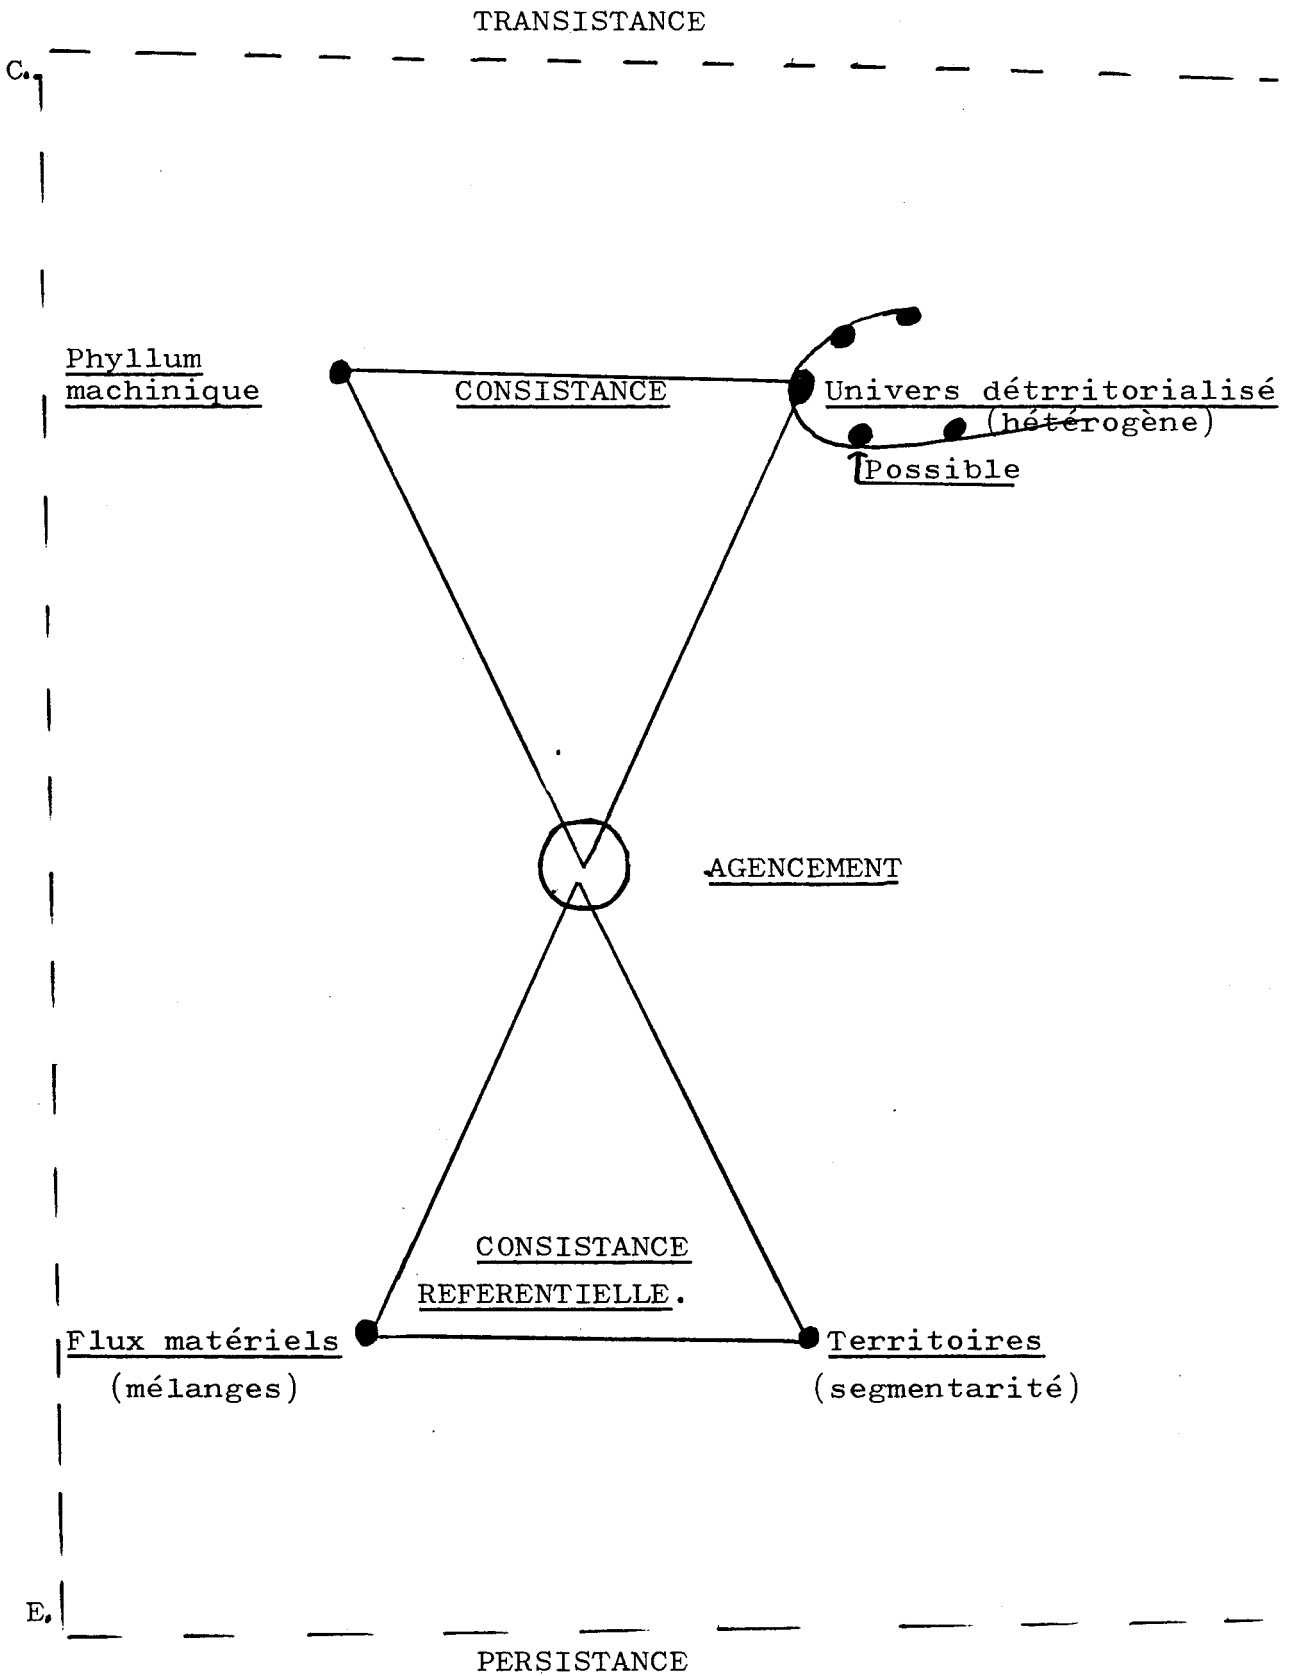 TRANSISTANCE
C.
Phyllum
machinique
CONSISTANCE
Univers détrritorialisé
(hétérogène)
Possible
AGENCEMENT
CONSISTANCE
REFERENTIELLE.
Flux matériels
(mélanges)
Territoires
(segmentarité)
E.
PERSISTANCE